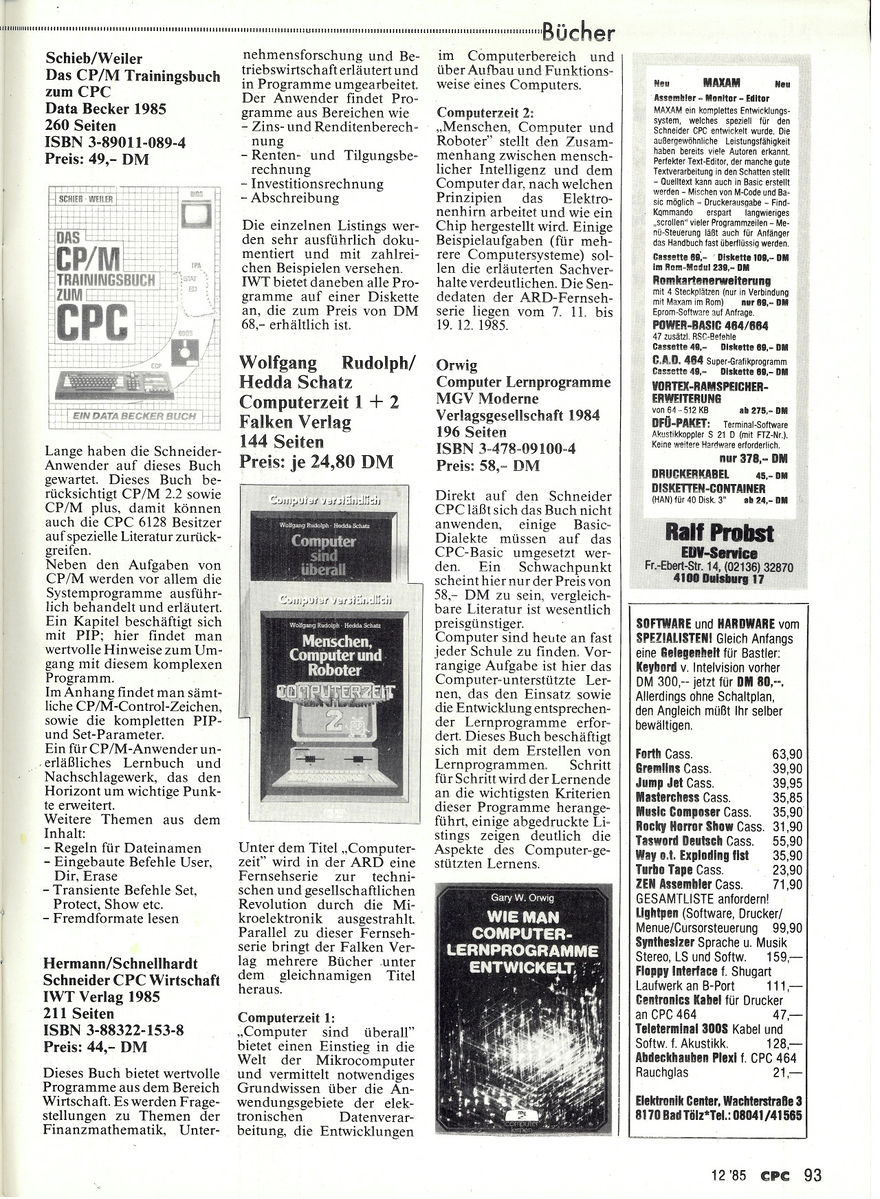 Bücher
Schieb/Weiler
Das CP/M Trainingsbuch
zum CPC
Data Becker 1985
260 Seiten
ISBN 3-89011-089-4
Preis: 49,– DM
SCHIEB · WEILER
BIOS
DAS
CP/M
TRAININGSBUCH
ZUM
CPC
TPA
STAT
ED
BDOS
CCP
EIN DATA BECKER BUCH
Lange haben die Schneider-
Anwender auf dieses Buch
gewartet. Dieses Buch be-
rücksichtigt CP/M 2.2 sowie
CP/M plus, damit können
auch die CPC 6128 Besitzer
auf spezielle Literatur zurück-
greifen.
Neben den Aufgaben von
CP/M werden vor allem die
Systemprogramme ausführ-
lich behandelt und erläutert.
Ein Kapitel beschäftigt sich
mit PIP; hier findet man
wertvolle Hinweise zum Um-
gang mit diesem komplexen
Programm.
Im Anhang findet man sämt-
liche CP/M-Control-Zeichen,
sowie die kompletten PIP-
und Set-Parameter.
Ein für CP/M-Anwender un-
erläßliches Lernbuch und
Nachschlagewerk, das den
Horizont um wichtige Punk-
te erweitert.
Weitere Themen aus dem
Inhalt:
– Regeln für Dateinamen
– Eingebaute Befehle User,
Dir, Erase
– Transiente Befehle Set,
Protect, Show etc.
– Fremdformate lesen
Hermann/Schnellhardt
Schneider CPC Wirtschaft
IWT Verlag 1985
211 Seiten
ISBN 3-88322-153-8
Preis: 44,– DM
Dieses Buch bietet wertvolle
Programme aus dem Bereich
Wirtschaft. Es werden Frage-
stellungen zu Themen der
Finanzmathematik, Unter-
nehmensforschung und Be-
triebswirtschaft erläutert und
in Programme umgearbeitet.
Der Anwender findet Pro-
gramme aus Bereichen wie
– Zins- und Renditenberech-
nung
– Renten- und Tilgungsbe-
rechnung
– Investitionsrechnung
– Abschreibung
Die einzelnen Listings wer-
den sehr ausführlich doku-
mentiert und mit zahlrei-
chen Beispielen versehen.
IWT bietet daneben alle Pro-
gramme auf einer Diskette
an, die zum Preis von DM
68,– erhältlich ist.
Wolfgang Rudolph/
Hedda Schatz
Computerzeit 1 + 2
Falken Verlag
144 Seiten
Preis: je 24,80 DM
Computer verständlich
Wolfgang Rudolph · Hedda Schatz
Computer
sind
überall
Computer verständlich
Wolfgang Rudolph · Hedda Schatz
Menschen,
Computer und
Roboter
COMPUTERZEIT
2
Unter dem Titel „Computer-
zeit” wird in der ARD eine
Fernsehserie zur techni-
schen und gesellschaftlichen
Revolution durch die Mi-
kroelektronik ausgestrahlt.
Parallel zu dieser Fernseh-
serie bringt der Falken Ver-
lag mehrere Bücher unter
dem gleichnamigen Titel
heraus.
Computerzeit 1:
„Computer sind überall”
bietet einen Einstieg in die
Welt der Mikrocomputer
und vermittelt notwendiges
Grundwissen über die An-
wendungsgebiete der elek-
tronischen Datenverar-
beitung, die Entwicklungen
im Computerbereich und
über Aufbau und Funktions-
weise eines Computers.
Computerzeit 2:
„Menschen, Computer und
Roboter” stellt den Zusam-
menhang zwischen mensch-
licher Intelligenz und dem
Computer dar, nach welchen
Prinzipien das Elektro-
nenhirn arbeitet und wie ein
Chip hergestellt wird. Einige
Beispielaufgaben (für meh-
rere Computersysteme) sol-
len die erläuterten Sachver-
halte verdeutlichen. Die Sen-
dedaten der ARD-Fernseh-
serie liegen vom 7. 11. bis
19. 12. 1985.
Orwig
Computer Lernprogramme
MGV Moderne
Verlagsgesellschaft 1984
196 Seiten
ISBN 3-478-09100-4
Preis: 58,– DM
Direkt auf den Schneider
CPC läßt sich das Buch nicht
anwenden, einige Basic-
Dialekte müssen auf das
CPC-Basic umgesetzt wer-
den. Ein Schwachpunkt
scheint hier nur der Preis von
58,– DM zu sein, vergleich-
bare Literatur ist wesentlich
preisgünstiger.
Computer sind heute an fast
jeder Schule zu finden. Vor-
rangige Aufgabe ist hier das
Computer-unterstützte Ler-
nen, das den Einsatz sowie
die Entwicklung entsprechen-
der Lernprogramme erfor-
dert. Dieses Buch beschäftigt
sich mit dem Erstellen von
Lernprogrammen. Schritt
für Schritt wird der Lernende
an die wichtigsten Kriterien
dieser Programme herange-
führt, einige abgedruckte Li-
stings zeigen deutlich die
Aspekte des Computer-ge-
stützten Lernens.
Gary W. Orwig
WIE MAN
COMPUTER-
LERNPROGRAMME
ENTWICKELT
computer
Neu MAXAM Neu
Assembler – Monitor – Editor
MAXAM ein komplettes Entwicklungs-
system, welches speziell für den
Schneider CPC entwickelt wurde. Die
außergewöhnliche Leistungsfähigkeit
haben bereits viele Autoren erkannt.
Perfekter Text-Editor, der manche gute
Textverarbeitung in den Schatten stellt
– Quelltext kann auch in Basic erstellt
werden – Mischen von M-Code und Ba-
sic möglich – Druckerausgabe – Find-
Kommando erspart langwieriges
„scrollen” vieler Programmzeilen – Me-
nü-Steuerung läßt auch für Anfänger
das Handbuch fast überflüssig werden.
Cassette 69,– Diskette 109,– DM
im Rom-Modul 239,– DM
Romkartenerweiterung
mit 4 Steckplätzen (nur in Verbindung
mit Maxam im Rom) nur 69,– DM
Eprom-Software auf Anfrage.
POWER-BASIC 464/664
47 zusätzl. RSC-Befehle
Cassette 49,– Diskette 69,– DM
C.A.D. 464 Super-Grafikprogramm
Cassette 49,– Diskette 69,– DM
VORTEX-RAMSPEICHER-
ERWEITERUNG
von 64 – 512 KB ab 275,– DM
DFÜ-PAKET: Terminal-Software
Akustikkoppler S 21 D (mit FTZ-Nr.).
Keine weitere Hardware erforderlich.
nur 378,– DM
DRUCKERKABEL 45,– DM
DISKETTEN-CONTAINER
(HAN) für 40 Disk. 3" ab 24,– DM
Ralf Probst
EDV-Service
Fr.-Ebert-Str. 14, (02136) 32870
4100 Duisburg 17
SOFTWARE und HARDWARE vom
SPEZIALISTEN! Gleich Anfangs
eine Gelegenheit für Bastler:
Keybord v. Intelvision vorher
DM 300,– jetzt für DM 80,–.
Allerdings ohne Schaltplan,
den Angleich müßt Ihr selber
bewältigen.
Forth Cass. 63,90
Gremlins Cass. 39,90
Jump Jet Cass. 39,95
Masterchess Cass. 35,85
Music Composer Cass. 35,90
Rocky Horror Show Cass. 31,90
Tasword Deutsch Cass. 55,90
Way o.t. Exploding fist 35,90
Turbo Tape Cass. 23,90
ZEN Assembler Cass. 71,90
GESAMTLISTE anfordern!
Lightpen (Software, Drucker/
Menue/Cursorsteuerung 99,90
Synthesizer Sprache u. Musik
Stereo, LS und Softw. 159,—
Floppy Interface f. Shugart
Laufwerk an B-Port 111,—
Centronics Kabel für Drucker
an CPC 464 47,—
Teleterminal 300S Kabel und
Softw. f. Akustikk. 128,—
Abdeckhauben Plexi f. CPC 464
Rauchglas 21,—
Elektronik Center, Wachterstraße 3
8170 Bad Tölz*Tel.: 08041/41565
12 '85 CPC 93